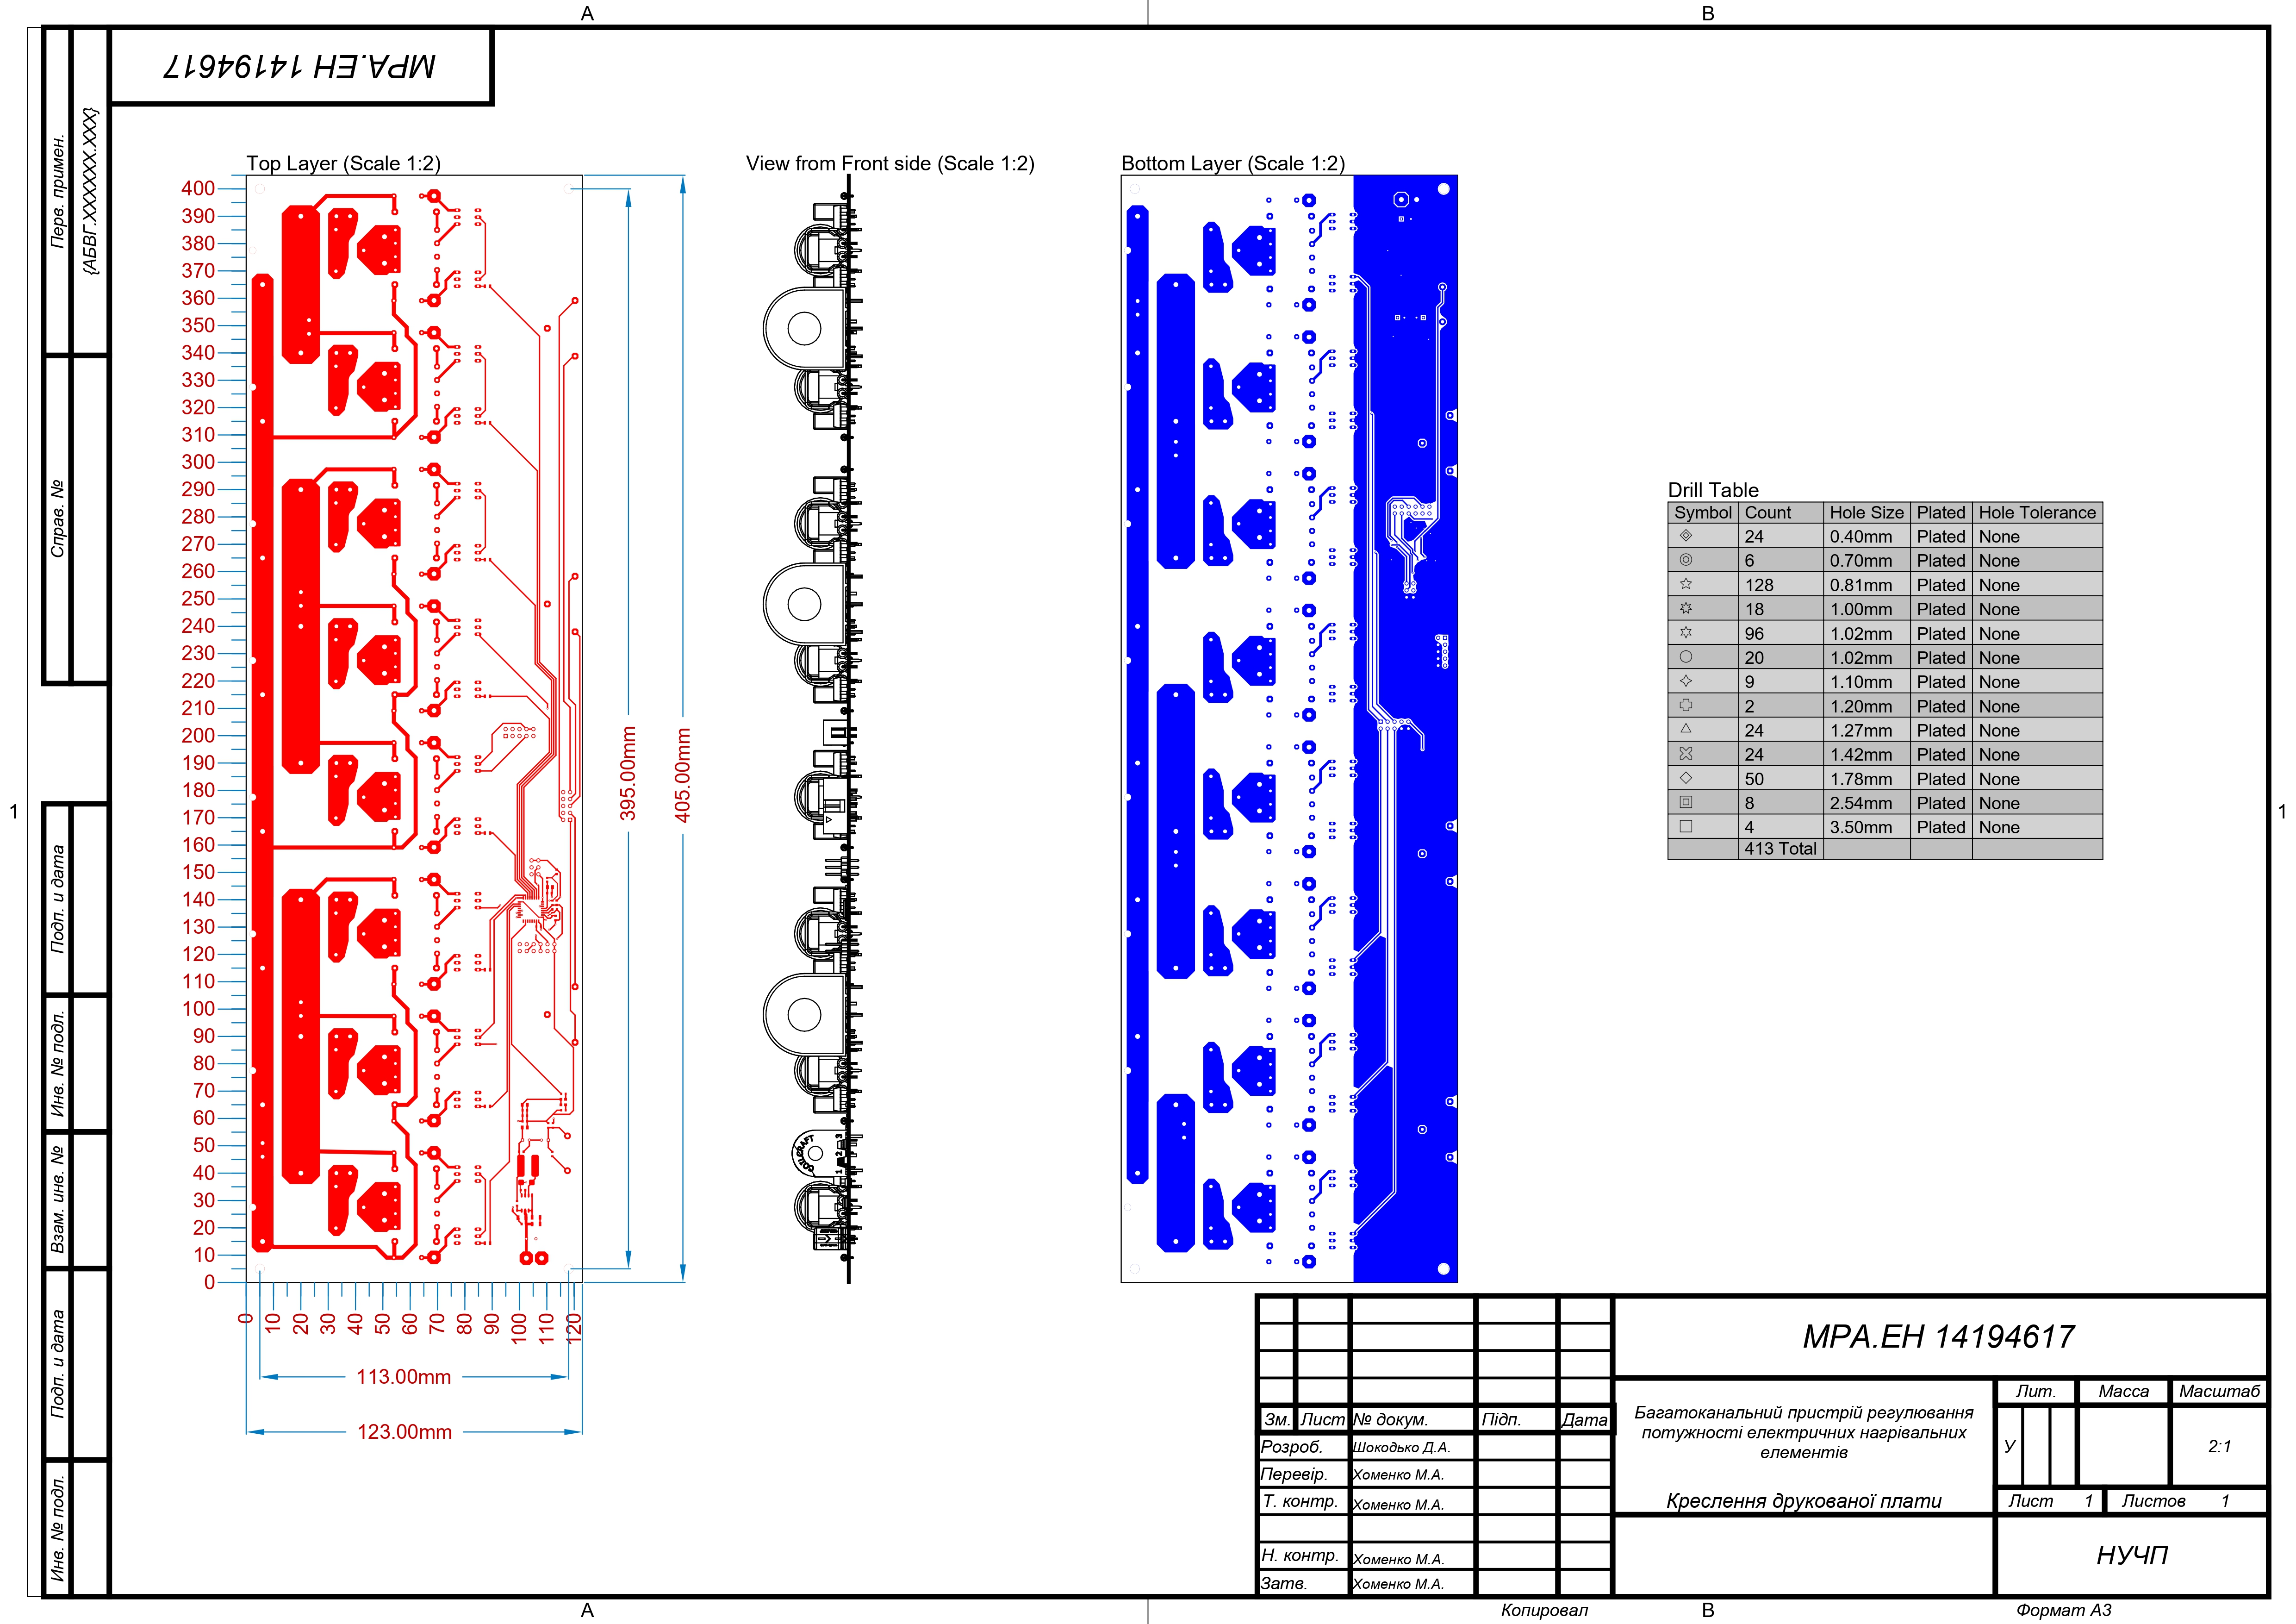 A
B
МРА.ЕН 14194617
Перв. примен.
{АБВГ.XXXXXX.XXX}
Справ. №
Подп. и дата
Инв. № подп.
Взам. инв. №
Подп. и дата
Инв. № подп.
1
1
Top Layer (Scale 1:2)
View from Front side (Scale 1:2)
Bottom Layer (Scale 1:2)
400
390
380
370
360
350
340
330
320
310
300
290
280
270
260
250
240
230
220
210
200
190
180
170
160
150
140
130
120
110
100
90
80
70
60
50
40
30
20
10
0
0 10 20 30 40 50 60 70 80 90 100 110 120
395.00mm
405.00mm
113.00mm
123.00mm
COILCRAFT
1 2 3
Drill Table
Symbol Count Hole Size Plated Hole Tolerance
24 0.40mm Plated None
6 0.70mm Plated None
128 0.81mm Plated None
18 1.00mm Plated None
96 1.02mm Plated None
20 1.02mm Plated None
9 1.10mm Plated None
2 1.20mm Plated None
24 1.27mm Plated None
24 1.42mm Plated None
50 1.78mm Plated None
8 2.54mm Plated None
4 3.50mm Plated None
413 Total
МРА.ЕН 14194617
Зм. Лист № докум. Підп. Дата
Розроб. Шокодько Д.А.
Перевір. Хоменко М.А.
Т. контр. Хоменко М.А.
Н. контр. Хоменко М.А.
Затв. Хоменко М.А.
Багатоканальний пристрій регулювання
потужності електричних нагрівальних
елементів
Креслення друкованої плати
Лит. Масса Масштаб
У 2:1
Лист 1 Листов 1
НУЧП
A
Копировал
B
Формат А3